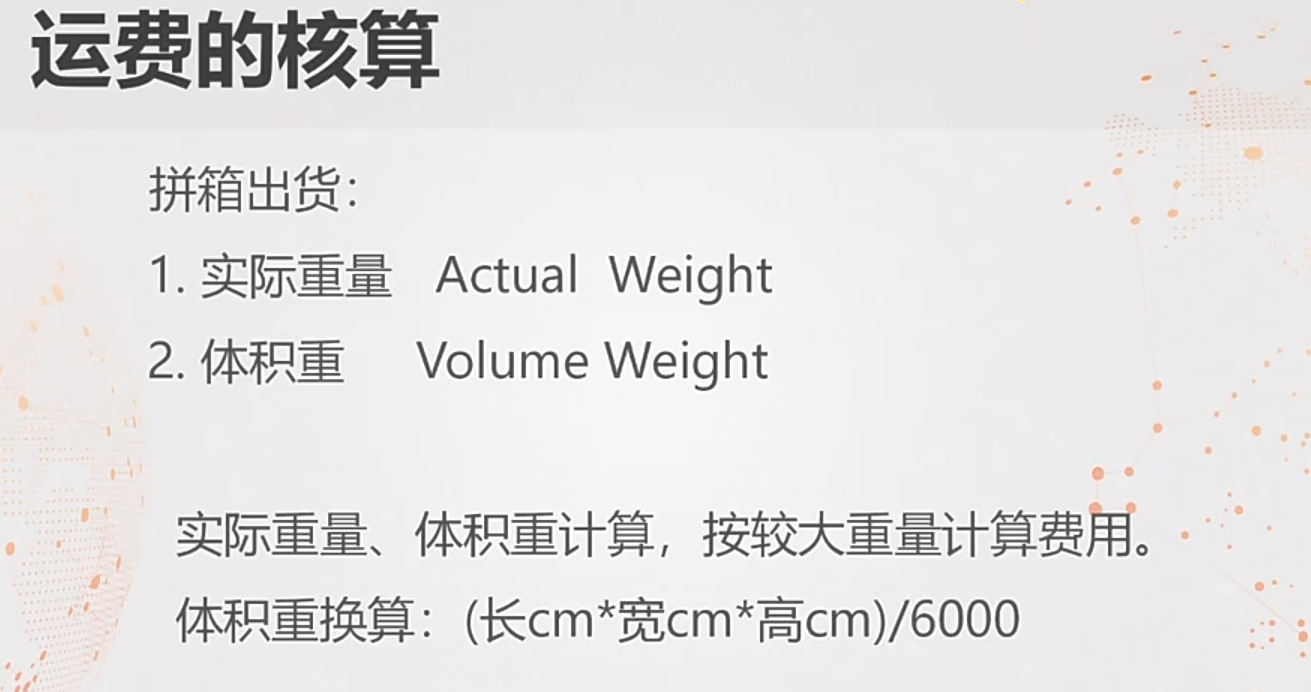 运费的核算
拼箱出货：
1. 实际重量 Actual Weight
2. 体积重 Volume Weight
实际重量、体积重计算，按较大重量计算费用。
体积重换算：(长cm*宽cm*高cm)/6000